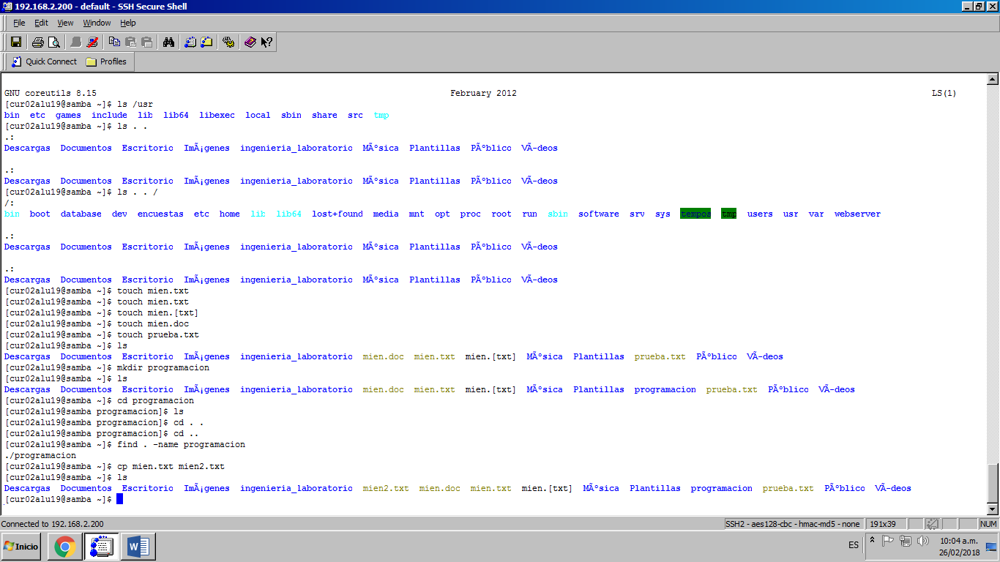 192.168.2.200 - default - SSH Secure Shell
File Edit View Window Help
Quick Connect Profiles
GNU coreutils 8.15 February 2012 LS(1)
[cur02alu19@samba ~]$ ls /usr
bin etc games include lib lib64 libexec local sbin share src tmp
[cur02alu19@samba ~]$ ls . .
.:
Descargas Documentos Escritorio ImÃ¡genes ingenieria_laboratorio MÃºsica Plantillas PÃºblico VÃ-deos
.:
Descargas Documentos Escritorio ImÃ¡genes ingenieria_laboratorio MÃºsica Plantillas PÃºblico VÃ-deos
[cur02alu19@samba ~]$ ls . . /
/:
bin boot database dev encuestas etc home lib lib64 lost+found media mnt opt proc root run sbin software srv sys tempos tmp users usr var webserver
.:
Descargas Documentos Escritorio ImÃ¡genes ingenieria_laboratorio MÃºsica Plantillas PÃºblico VÃ-deos
.:
Descargas Documentos Escritorio ImÃ¡genes ingenieria_laboratorio MÃºsica Plantillas PÃºblico VÃ-deos
[cur02alu19@samba ~]$ touch mien.txt
[cur02alu19@samba ~]$ touch mien.txt
[cur02alu19@samba ~]$ touch mien.[txt]
[cur02alu19@samba ~]$ touch mien.doc
[cur02alu19@samba ~]$ touch prueba.txt
[cur02alu19@samba ~]$ ls
Descargas Documentos Escritorio ImÃ¡genes ingenieria_laboratorio mien.doc mien.txt mien.[txt] MÃºsica Plantillas prueba.txt PÃºblico VÃ-deos
[cur02alu19@samba ~]$ mkdir programacion
[cur02alu19@samba ~]$ ls
Descargas Documentos Escritorio ImÃ¡genes ingenieria_laboratorio mien.doc mien.txt mien.[txt] MÃºsica Plantillas programacion prueba.txt PÃºblico VÃ-deos
[cur02alu19@samba ~]$ cd programacion
[cur02alu19@samba programacion]$ ls
[cur02alu19@samba programacion]$ cd . .
[cur02alu19@samba programacion]$ cd ..
[cur02alu19@samba ~]$ find . -name programacion
./programacion
[cur02alu19@samba ~]$ cp mien.txt mien2.txt
[cur02alu19@samba ~]$ ls
Descargas Documentos Escritorio ImÃ¡genes ingenieria_laboratorio mien2.txt mien.doc mien.txt mien.[txt] MÃºsica Plantillas programacion prueba.txt PÃºblico VÃ-deos
[cur02alu19@samba ~]$
Connected to 192.168.2.200 SSH2 - aes128-cbc - hmac-md5 - none 191x39 NUM
Inicio ES 10:04 a.m.
26/02/2018